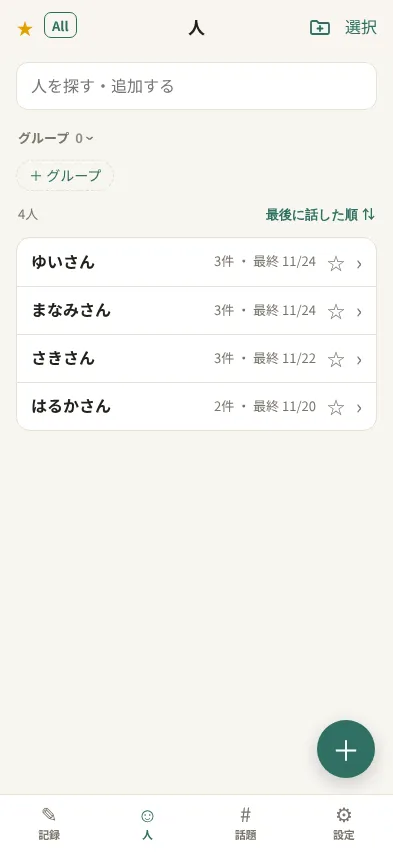 ★ All 人 選択
人を探す・追加する
グループ 0
＋ グループ
4人 最後に話した順 ⇅
ゆいさん 3件 ・ 最終 11/24 ☆ ›
まなみさん 3件 ・ 最終 11/24 ☆ ›
さきさん 3件 ・ 最終 11/22 ☆ ›
はるかさん 2件 ・ 最終 11/20 ☆ ›
＋
記録 人 # 話題 設定